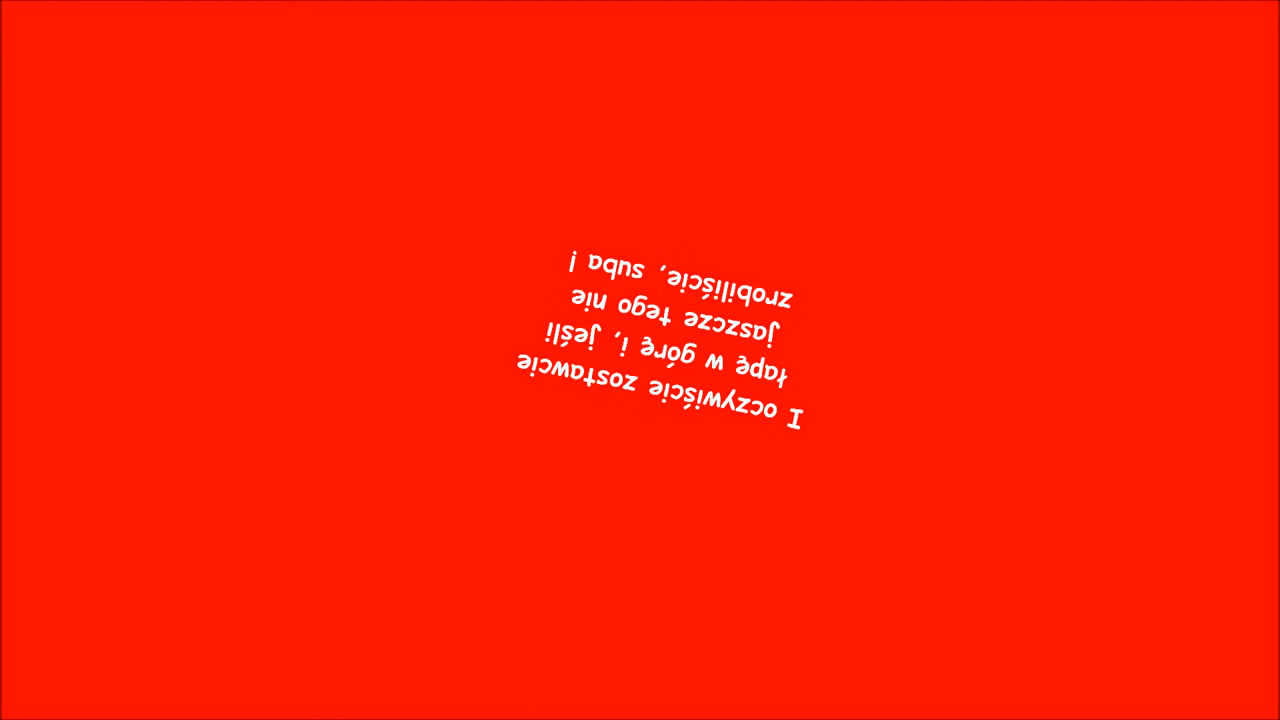 I oczywiście zostawcie
łapę w górę i, jeśli
jaszcze tego nie
zrobiliście, suba !